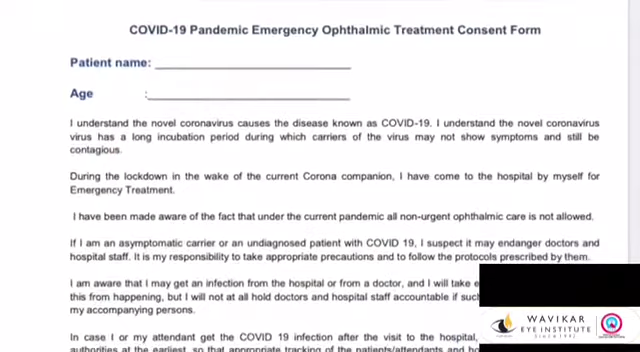 COVID-19 Pandemic Emergency Ophthalmic Treatment Consent Form
Patient name: ____________________
Age :____________________
I understand the novel coronavirus causes the disease known as COVID-19. I understand the novel coronavirus
virus has a long incubation period during which carriers of the virus may not show symptoms and still be
contagious.
During the lockdown in the wake of the current Corona companion, I have come to the hospital by myself for
Emergency Treatment.
I have been made aware of the fact that under the current pandemic all non-urgent ophthalmic care is not allowed.
If I am an asymptomatic carrier or an undiagnosed patient with COVID 19, I suspect it may endanger doctors and
hospital staff. It is my responsibility to take appropriate precautions and to follow the protocols prescribed by them.
I am aware that I may get an infection from the hospital or from a doctor, and I will take
this from happening, but I will not at all hold doctors and hospital staff accountable if
my accompanying persons.
In case I or my attendant get the COVID 19 infection after the visit to the hospital,
authorities at the earliest, so that appropriate tracking of the patients/attendants and
WAVIKAR
EYE INSTITUTE